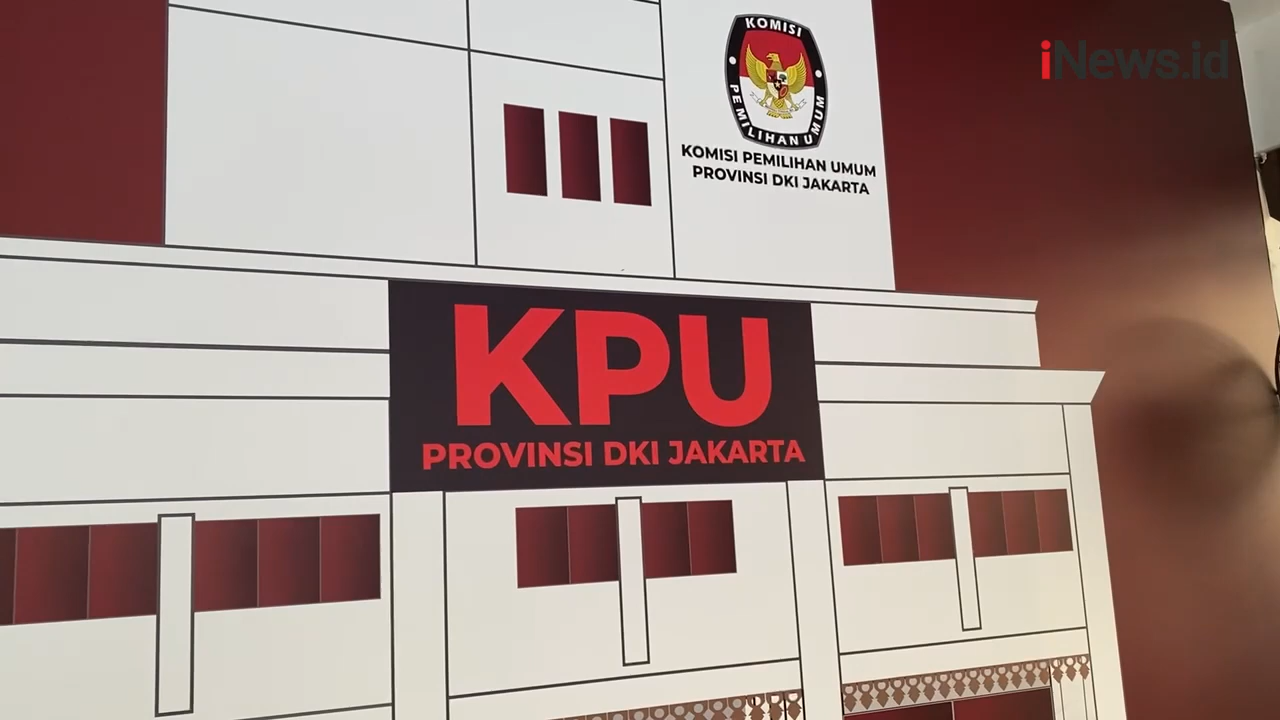 iNews.id
KOMISI
PEMILIHAN UMUM
KOMISI PEMILIHAN UMUM
PROVINSI DKI JAKARTA
KPU
PROVINSI DKI JAKARTA